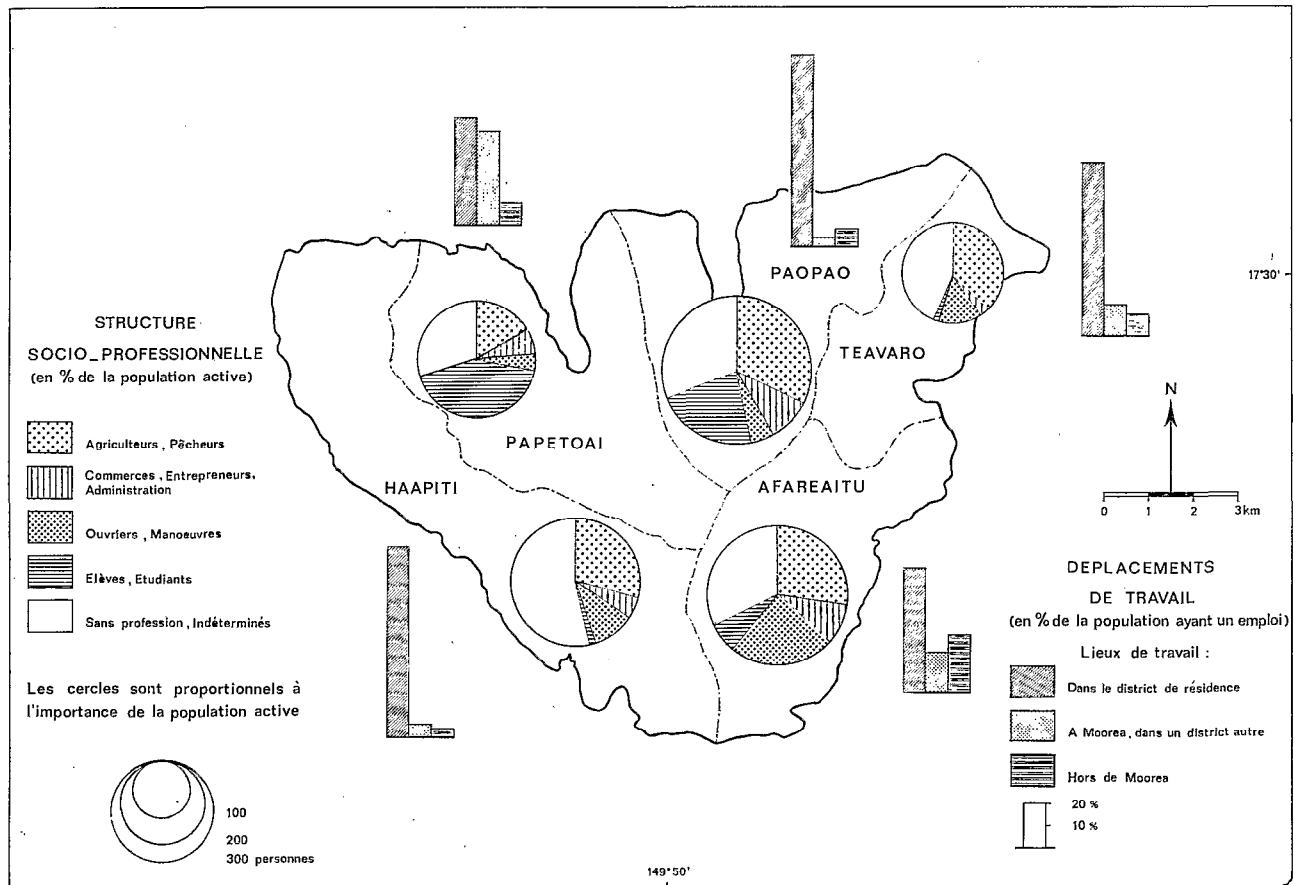 STRUCTURE
SOCIO_PROFESSIONNELLE
(en % de la population active)
Agriculteurs, Pêcheurs
Commerces, Entrepreneurs,
Administration
Ouvriers, Manoeuvres
Elèves, Etudiants
Sans profession, Indéterminés
Les cercles sont proportionnels à
l'importance de la population active
100
200
300 personnes
PAOPAO
TEAVARO
PAPETOAI
HAAPITI
AFAREAITU
17°30'
149°50'
N
0 1 2 3km
DEPLACEMENTS
DE TRAVAIL
(en % de la population ayant un emploi)
Lieux de travail :
Dans le district de résidence
A Moorea, dans un district autre
Hors de Moorea
20 %
10 %